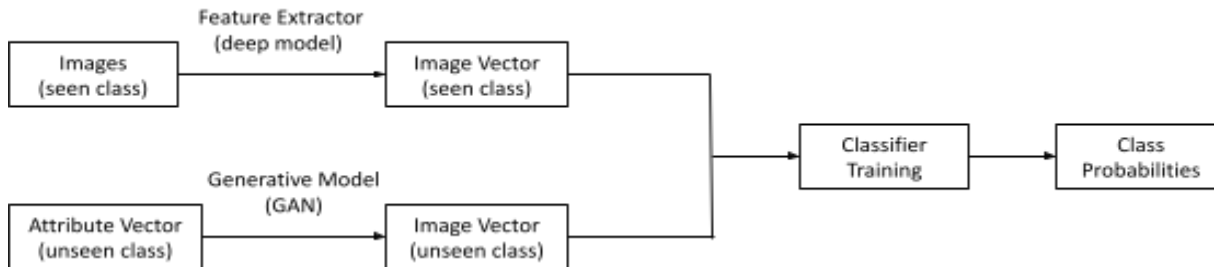 Feature Extractor
(deep model)
Images
(seen class)
Image Vector
(seen class)
Classifier
Training
Class
Probabilities
Generative Model
(GAN)
Attribute Vector
(unseen class)
Image Vector
(unseen class)